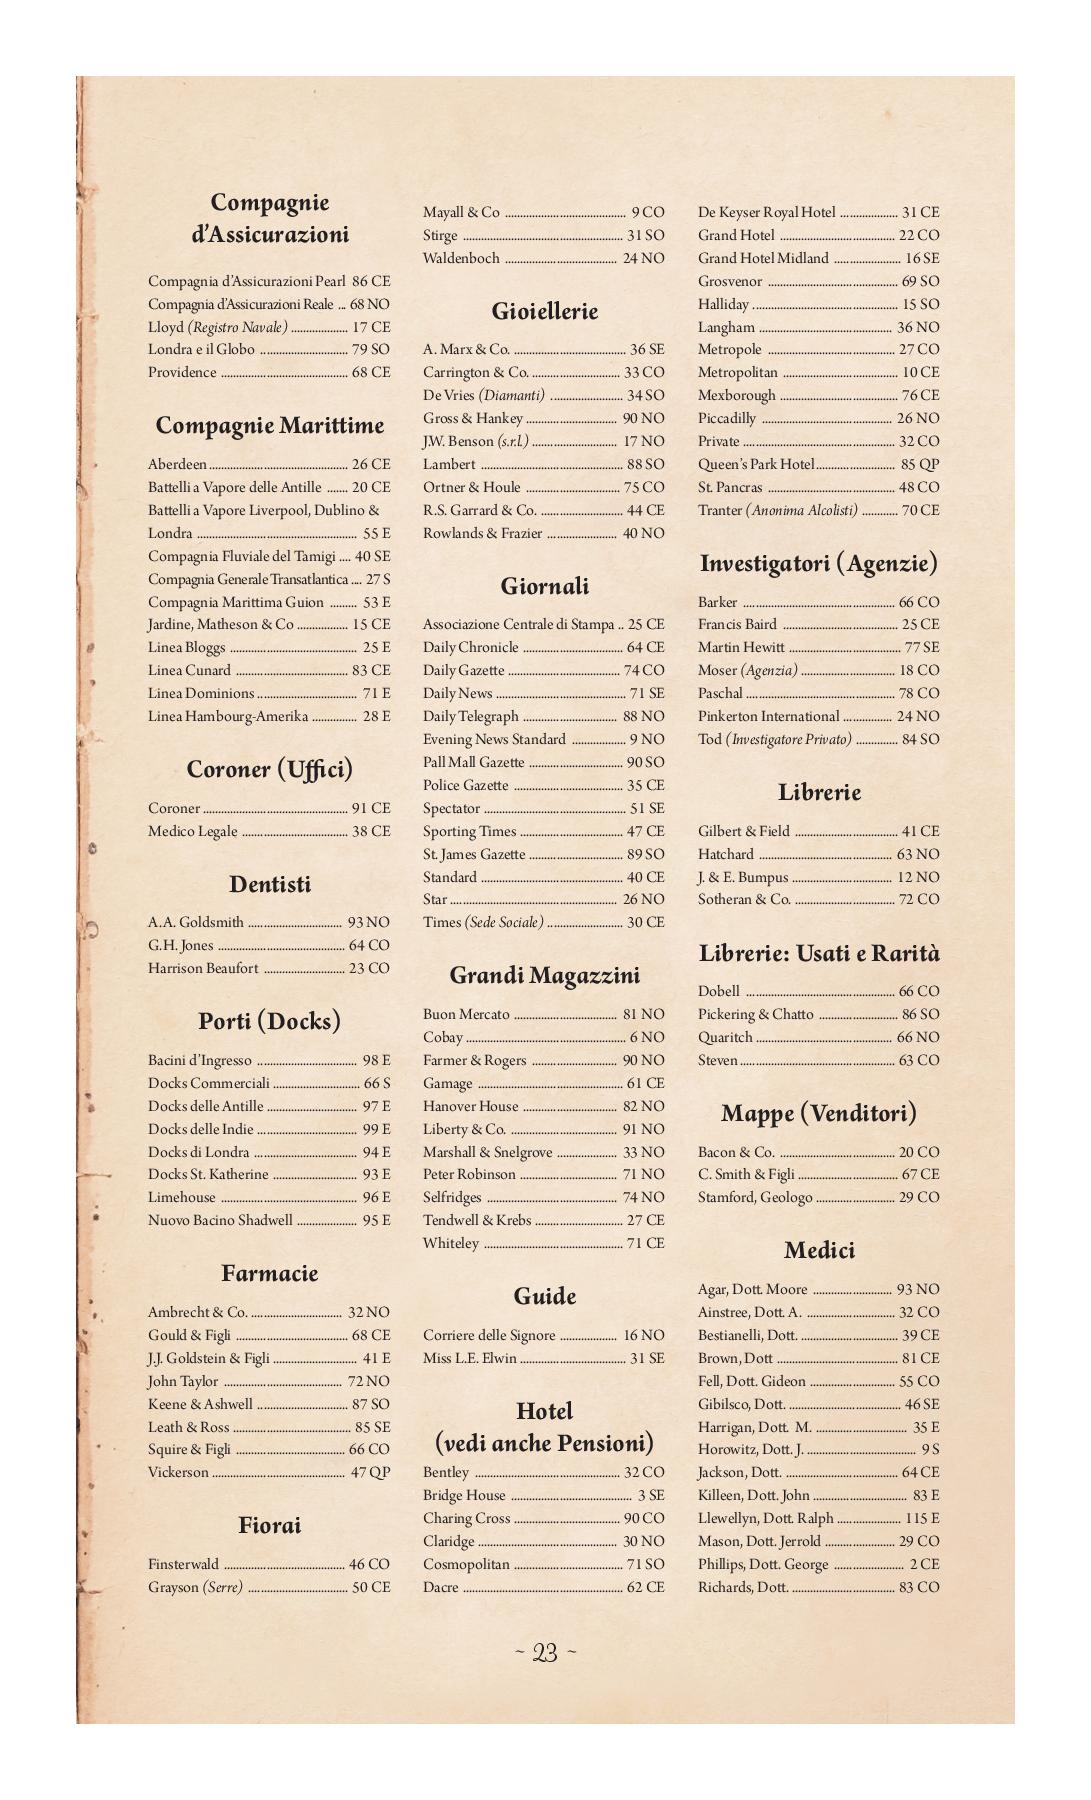 Compagnie
d'Assicurazioni
Compagnia d'Assicurazioni Pearl 86 CE
Compagnia d'Assicurazioni Reale .. 68 NO
Lloyd (Registro Navale) ................... 17 CE
Londra e il Globo ............................. 79 SO
Providence .......................................... 68 CE
Compagnie Marittime
Aberdeen .............................................. 26 CE
Battelli a Vapore delle Antille ....... 20 CE
Battelli a Vapore Liverpool, Dublino &
Londra ..................................................... 55 E
Compagnia Fluviale del Tamigi .... 40 SE
Compagnia Generale Transatlantica .... 27 S
Compagnia Marittima Guion ......... 53 E
Jardine, Matheson & Co ................. 15 CE
Linea Bloggs .......................................... 25 E
Linea Cunard ..................................... 83 CE
Linea Dominions ................................. 71 E
Linea Hambourg-Amerika ............... 28 E
Coroner (Uffici)
Coroner ................................................ 91 CE
Medico Legale ................................... 38 CE
Dentisti
A.A. Goldsmith ............................... 93 NO
G.H. Jones .......................................... 64 CO
Harrison Beaufort ........................... 23 CO
Porti (Docks)
Bacini d'Ingresso ................................. 98 E
Docks Commerciali ............................ 66 S
Docks delle Antille .............................. 97 E
Docks delle Indie ................................. 99 E
Docks di Londra .................................. 94 E
Docks St. Katherine ............................ 93 E
Limehouse ............................................. 96 E
Nuovo Bacino Shadwell .................... 95 E
Farmacie
Ambrecht & Co. .............................. 32 NO
Gould & Figli ..................................... 68 CE
J.J. Goldstein & Figli ............................ 41 E
John Taylor ....................................... 72 NO
Keene & Ashwell .............................. 87 SO
Leath & Ross ........................................ 85 SE
Squire & Figli ..................................... 66 CO
Vickerson ............................................ 47 QP
Fiorai
Finsterwald ........................................ 46 CO
Grayson (Serre) ................................. 50 CE
Mayall & Co ........................................ 9 CO
Stirge ..................................................... 31 SO
Waldenboch ....................................... 24 NO
Gioiellerie
A. Marx & Co. ..................................... 36 SE
Carrington & Co. .............................. 33 CO
De Vries (Diamanti) ........................ 34 SO
Gross & Hankey .............................. 90 NO
J.W. Benson (s.r.l.) ............................ 17 NO
Lambert ............................................... 88 SO
Ortner & Houle ................................ 75 CO
R.S. Garrard & Co. ........................... 44 CE
Rowlands & Frazier ....................... 40 NO
Giornali
Associazione Centrale di Stampa .. 25 CE
Daily Chronicle ................................. 64 CE
Daily Gazette ...................................... 74 CO
Daily News ........................................... 71 SE
Daily Telegraph ................................ 88 NO
Evening News Standard .................. 9 NO
Pall Mall Gazette ............................... 90 SO
Police Gazette .................................... 35 CE
Spectator .............................................. 51 SE
Sporting Times .................................. 47 CE
St. James Gazette ............................... 89 SO
Standard ............................................... 40 CE
Star ....................................................... 26 NO
Times (Sede Sociale) ......................... 30 CE
Grandi Magazzini
Buon Mercato .................................. 81 NO
Cobay .................................................... 6 NO
Farmer & Rogers ............................ 90 NO
Gamage ................................................ 61 CE
Hanover House ................................ 82 NO
Liberty & Co. ................................... 91 NO
Marshall & Snelgrove .................... 33 NO
Peter Robinson ................................ 71 NO
Selfridges ........................................... 74 NO
Tendwell & Krebs ............................. 27 CE
Whiteley .............................................. 71 CE
Guide
Corriere delle Signore ................... 16 NO
Miss L.E. Elwin ................................... 31 SE
Hotel
(vedi anche Pensioni)
Bentley ................................................. 32 CO
Bridge House ........................................ 3 SE
Charing Cross .................................... 90 CO
Claridge .............................................. 30 NO
Cosmopolitan .................................... 71 SO
Dacre ..................................................... 62 CE
De Keyser Royal Hotel ................... 31 CE
Grand Hotel ...................................... 22 CO
Grand Hotel Midland ...................... 16 SE
Grosvenor ........................................... 69 SO
Halliday ................................................ 15 SO
Langham ............................................ 36 NO
Metropole .......................................... 27 CO
Metropolitan ...................................... 10 CE
Mexborough ....................................... 76 CE
Piccadilly ............................................ 26 NO
Private .................................................. 32 CO
Queen's Park Hotel .......................... 85 QP
St. Pancras .......................................... 48 CO
Tranter (Anonima Alcolisti) ............ 70 CE
Investigatori (Agenzie)
Barker .................................................. 66 CO
Francis Baird ...................................... 25 CE
Martin Hewitt ..................................... 77 SE
Moser (Agenzia) ................................ 18 CO
Paschal ................................................. 78 CO
Pinkerton International ................ 24 NO
Tod (Investigatore Privato) .............. 84 SO
Librerie
Gilbert & Field .................................. 41 CE
Hatchard ............................................ 63 NO
J. & E. Bumpus ................................. 12 NO
Sotheran & Co. .................................. 72 CO
Librerie: Usati e Rarità
Dobell ................................................. 66 CO
Pickering & Chatto .......................... 86 SO
Quaritch ............................................. 66 NO
Steven .................................................... 63 CO
Mappe (Venditori)
Bacon & Co. ........................................ 20 CO
C. Smith & Figli .................................. 67 CE
Stamford, Geologo .......................... 29 CO
Medici
Agar, Dott. Moore .......................... 93 NO
Ainstree, Dott. A. ............................. 32 CO
Bestianelli, Dott. ................................ 39 CE
Brown, Dott ........................................ 81 CE
Fell, Dott. Gideon ............................ 55 CO
Gibilsco, Dott. ..................................... 46 SE
Harrigan, Dott. M. .............................. 35 E
Horowitz, Dott. J. .................................... 9 S
Jackson, Dott. ..................................... 64 CE
Killeen, Dott. John ............................... 83 E
Llewellyn, Dott. Ralph ..................... 115 E
Mason, Dott. Jerrold ........................ 29 CO
Phillips, Dott. George ......................... 2 CE
Richards, Dott. .................................. 83 CO
~ 23 ~